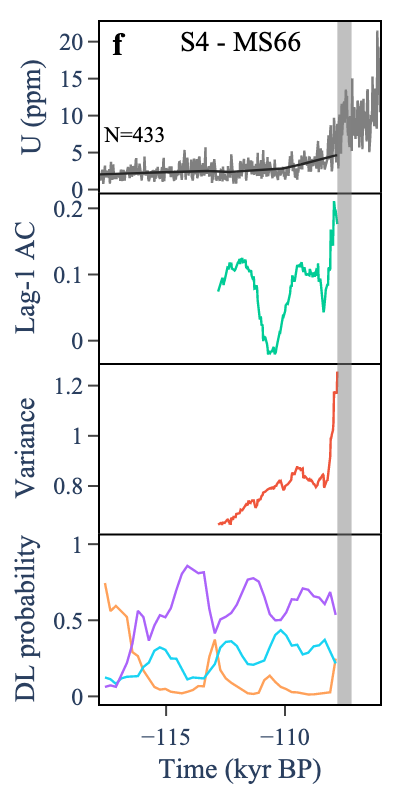 f S4 - MS66
U (ppm)
20
15
10
5
0
N=433
Lag-1 AC
0.2
0.1
0
Variance
1.2
1
0.8
DL probability
1
0.5
0
−115 −110
Time (kyr BP)